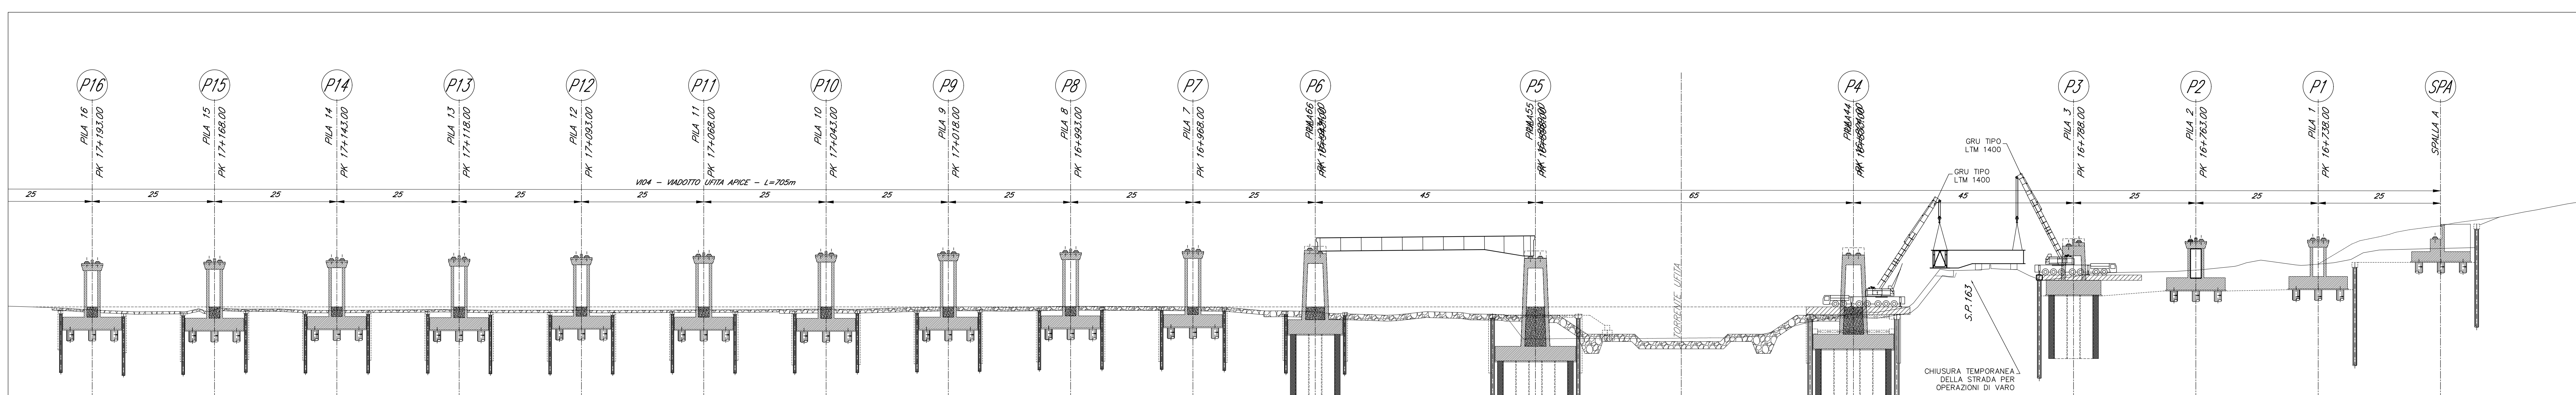 P16
P15
P14
P13
P12
P11
P10
P9
P8
P7
P6
P5
P4
P3
P2
P1
SPA
PILA 16
PK 17+193.00
PILA 15
PK 17+168.00
PILA 14
PK 17+143.00
PILA 13
PK 17+118.00
PILA 12
PK 17+093.00
PILA 11
PK 17+068.00
PILA 10
PK 17+043.00
PILA 9
PK 17+018.00
PILA 8
PK 16+993.00
PILA 7
PK 16+968.00
PILA 3
PK 16+788.00
PILA 2
PK 16+763.00
PILA 1
PK 16+738.00
SPALLA A
GRU TIPO
LTM 1400
GRU TIPO
LTM 1400
VI04 - VIADOTTO UFITA APICE - L=705m
25
25
25
25
25
25
25
25
25
25
25
45
65
45
25
25
25
TORRENTE UFITA
S.P.163
CHIUSURA TEMPORANEA
DELLA STRADA PER
OPERAZIONI DI VARO